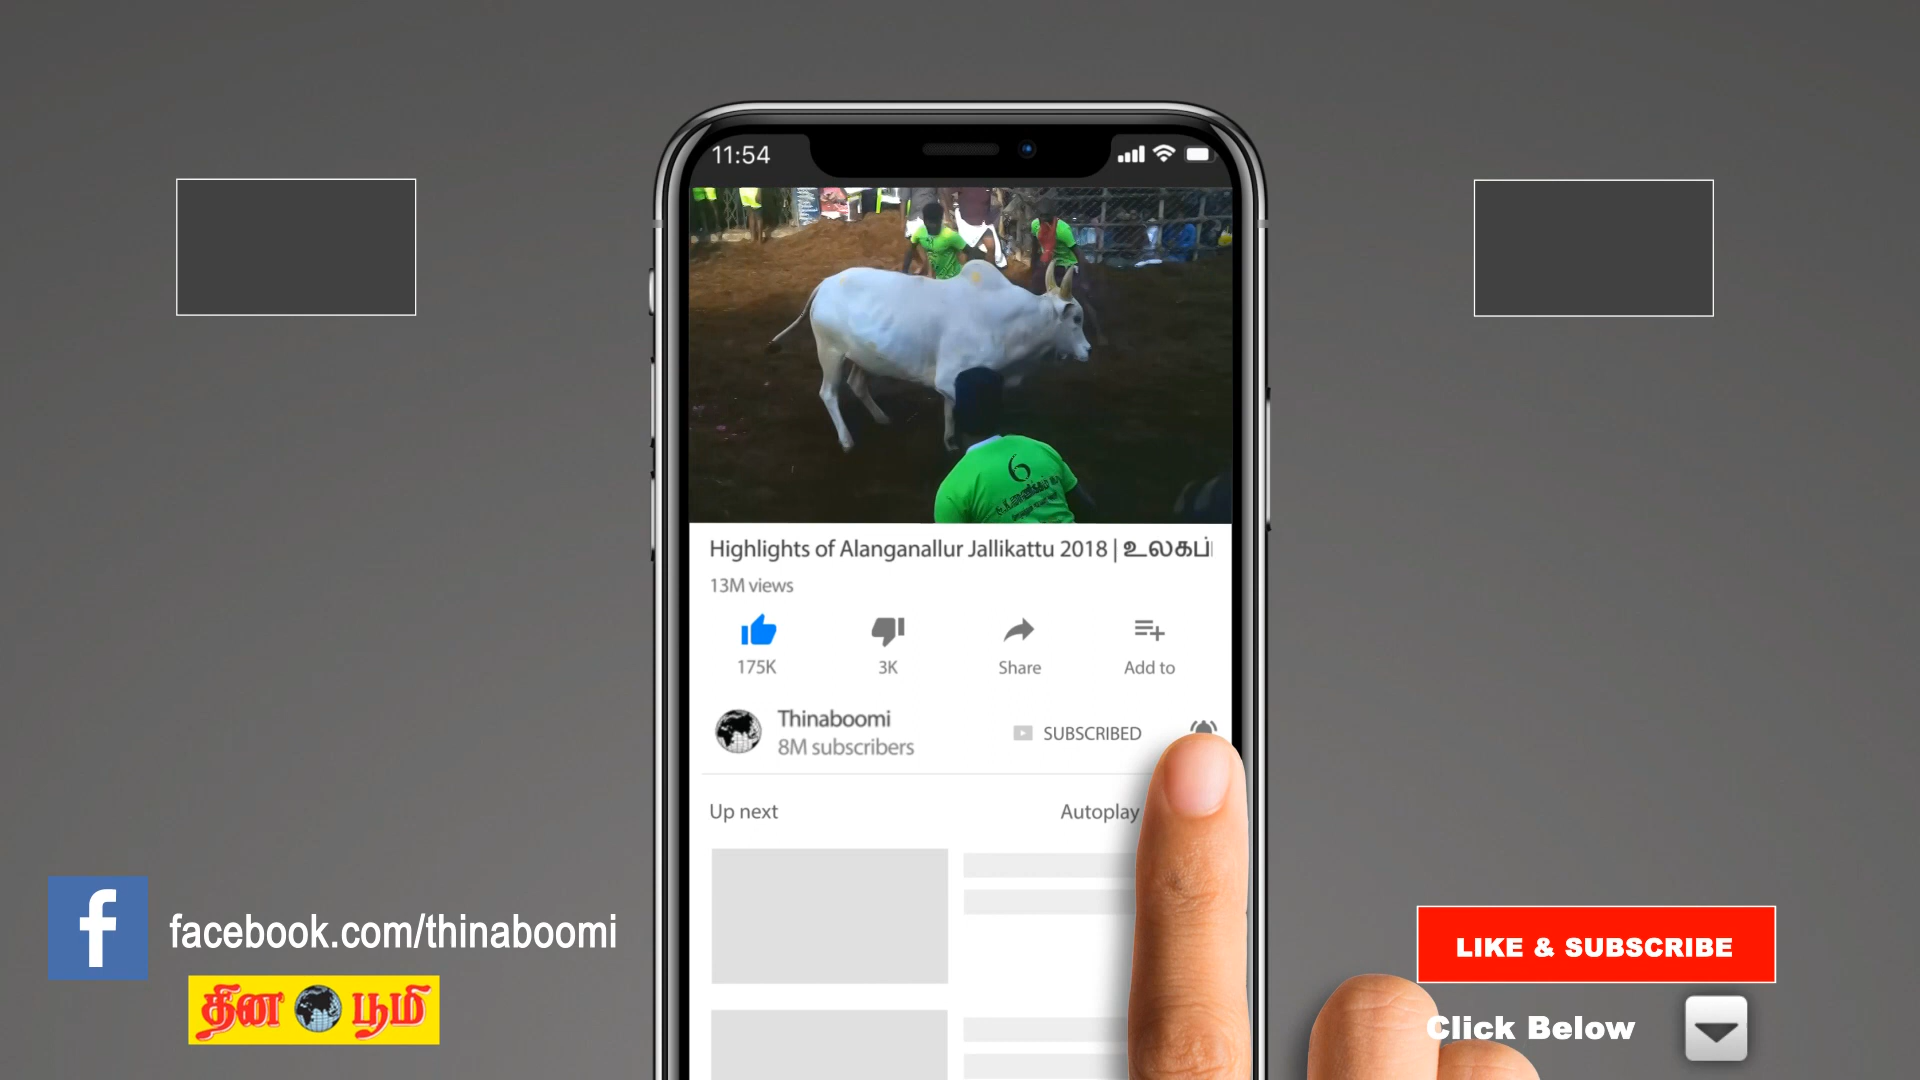 11:54
6
Highlights of Alanganallur Jallikattu 2018 | உலகப்
13M views
175K
3K
Share
Add to
Thinaboomi
8M subscribers
SUBSCRIBED
Up next
Autoplay
facebook.com/thinaboomi
தின பூமி
LIKE & SUBSCRIBE
Click Below